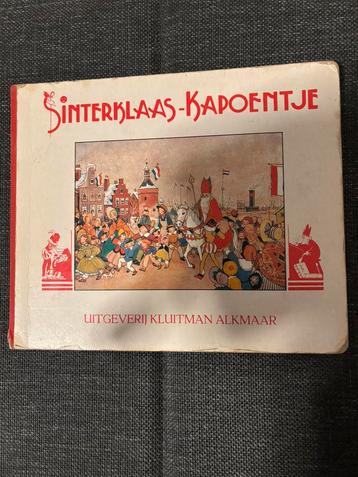 SINTERKLAAS-KAPOENTJE
UITGEVERIJ KLUITMAN ALKMAAR